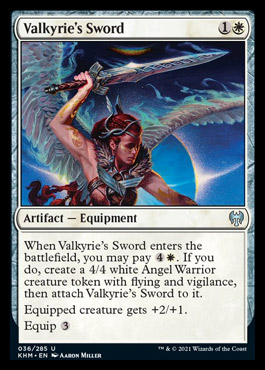 Valkyrie's Sword 1
Artifact — Equipment
When Valkyrie's Sword enters the
battlefield, you may pay 4. If you
do, create a 4/4 white Angel Warrior
creature token with flying and vigilance,
then attach Valkyrie's Sword to it.
Equipped creature gets +2/+1.
Equip 3
036/285 U
KHM • EN AARON MILLER
™ & © 2021 Wizards of the Coast